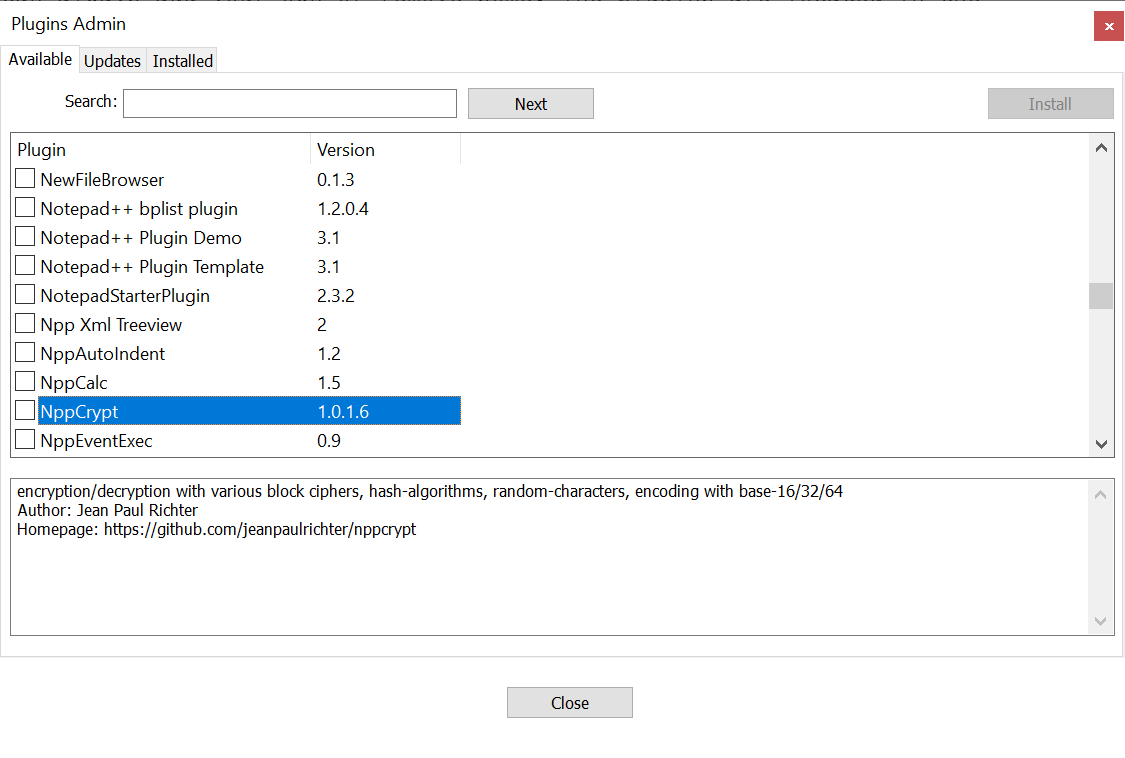 Plugins Admin
Available Updates Installed
Search: Next Install
Plugin Version
NewFileBrowser 0.1.3
Notepad++ bplist plugin 1.2.0.4
Notepad++ Plugin Demo 3.1
Notepad++ Plugin Template 3.1
NotepadStarterPlugin 2.3.2
Npp Xml Treeview 2
NppAutoIndent 1.2
NppCalc 1.5
NppCrypt 1.0.1.6
NppEventExec 0.9
encryption/decryption with various block ciphers, hash-algorithms, random-characters, encoding with base-16/32/64
Author: Jean Paul Richter
Homepage: https://github.com/jeanpaulrichter/nppcrypt
Close